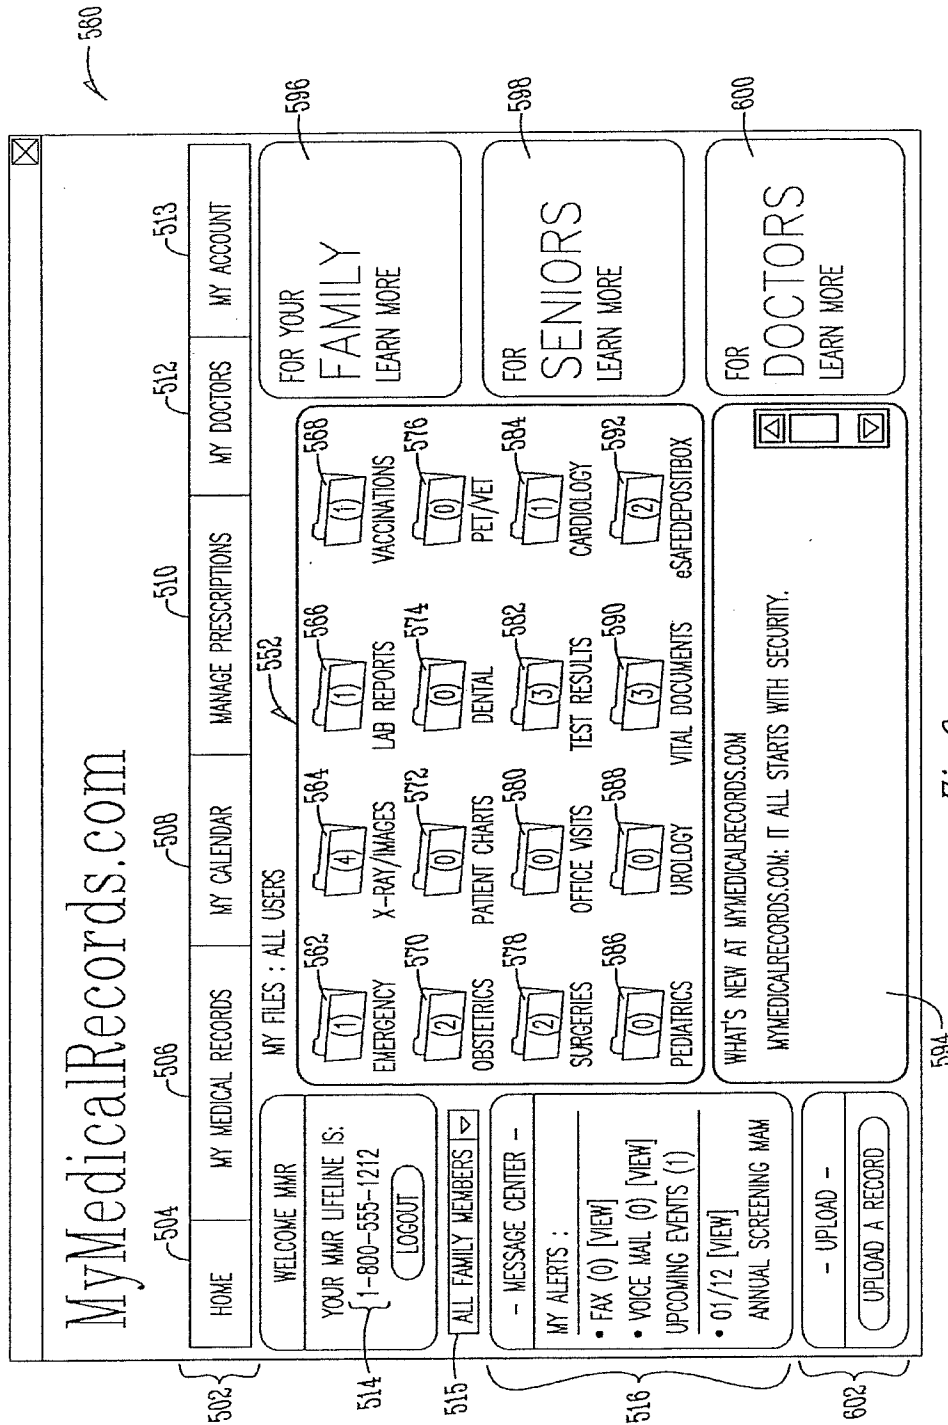 560
MyMedicalRecords.com
504 506 508 510 512 513
502
HOME MY MEDICAL RECORDS MY CALENDAR MANAGE PRESCRIPTIONS MY DOCTORS MY ACCOUNT
WELCOME MMR
YOUR MMR LIFELINE IS:
514
1-800-555-1212
LOGOUT
515
ALL FAMILY MEMBERS
516
- MESSAGE CENTER -
MY ALERTS :
• FAX (0) [VIEW]
• VOICE MAIL (0) [VIEW]
UPCOMING EVENTS (1)
• 01/12 [VIEW]
ANNUAL SCREENING MAM
602
- UPLOAD -
UPLOAD A RECORD
MY FILES : ALL USERS
552
(1) 562 (4) 564 (1) 566 (1) 568
EMERGENCY X-RAY/IMAGES LAB REPORTS VACCINATIONS
(2) 570 (0) 572 (0) 574 (0) 576
OBSTETRICS PATIENT CHARTS DENTAL PET/VET
(2) 578 (0) 580 (3) 582 (1) 584
SURGERIES OFFICE VISITS TEST RESULTS CARDIOLOGY
(0) 586 (0) 588 (3) 590 (2) 592
PEDIATRICS UROLOGY VITAL DOCUMENTS eSAFEDEPOSITBOX
WHAT'S NEW AT MYMEDICALRECORDS.COM
MYMEDICALRECORDS.COM: IT ALL STARTS WITH SECURITY.
594
FOR YOUR
FAMILY
LEARN MORE
596
FOR
SENIORS
LEARN MORE
598
FOR
DOCTORS
LEARN MORE
600